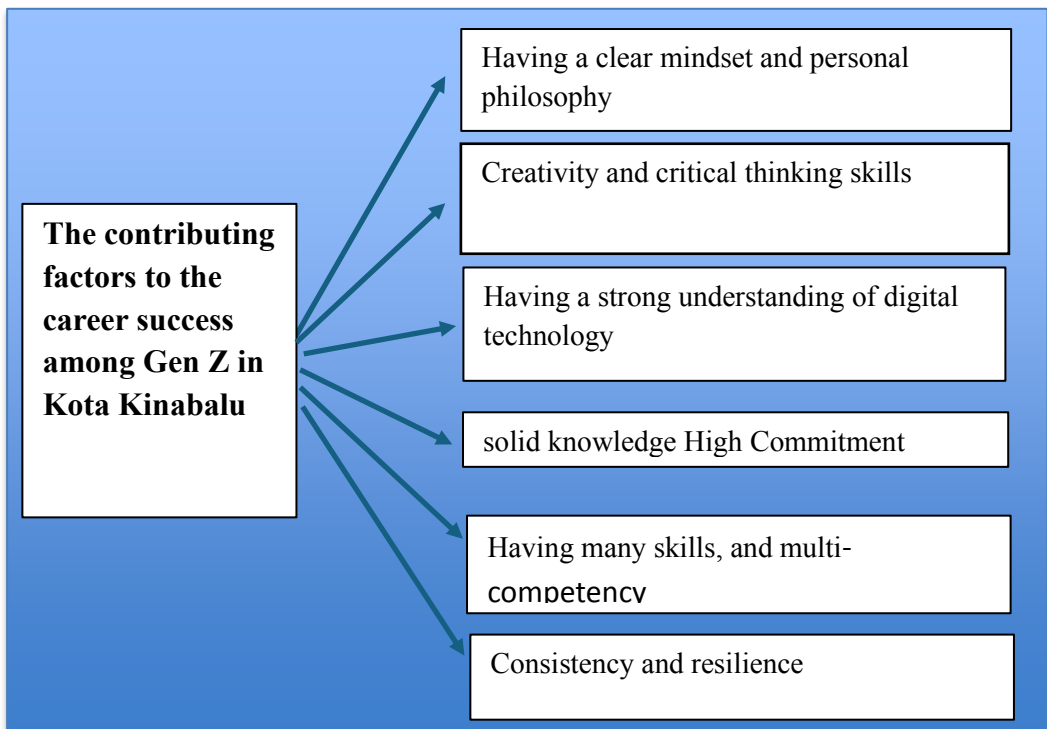 The contributing
factors to the
career success
among Gen Z in
Kota Kinabalu
Having a clear mindset and personal
philosophy
Creativity and critical thinking skills
Having a strong understanding of digital
technology
solid knowledge High Commitment
Having many skills, and multi-
competency
Consistency and resilience